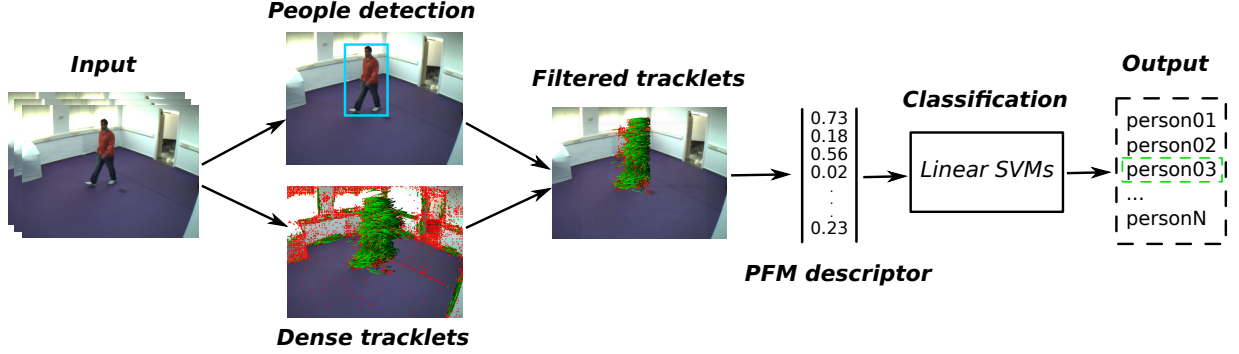 Input
People detection
Dense tracklets
Filtered tracklets
0.73
0.18
0.56
0.02
.
.
.
0.23
PFM descriptor
Classification
Linear SVMs
Output
person01
person02
person03
...
personN